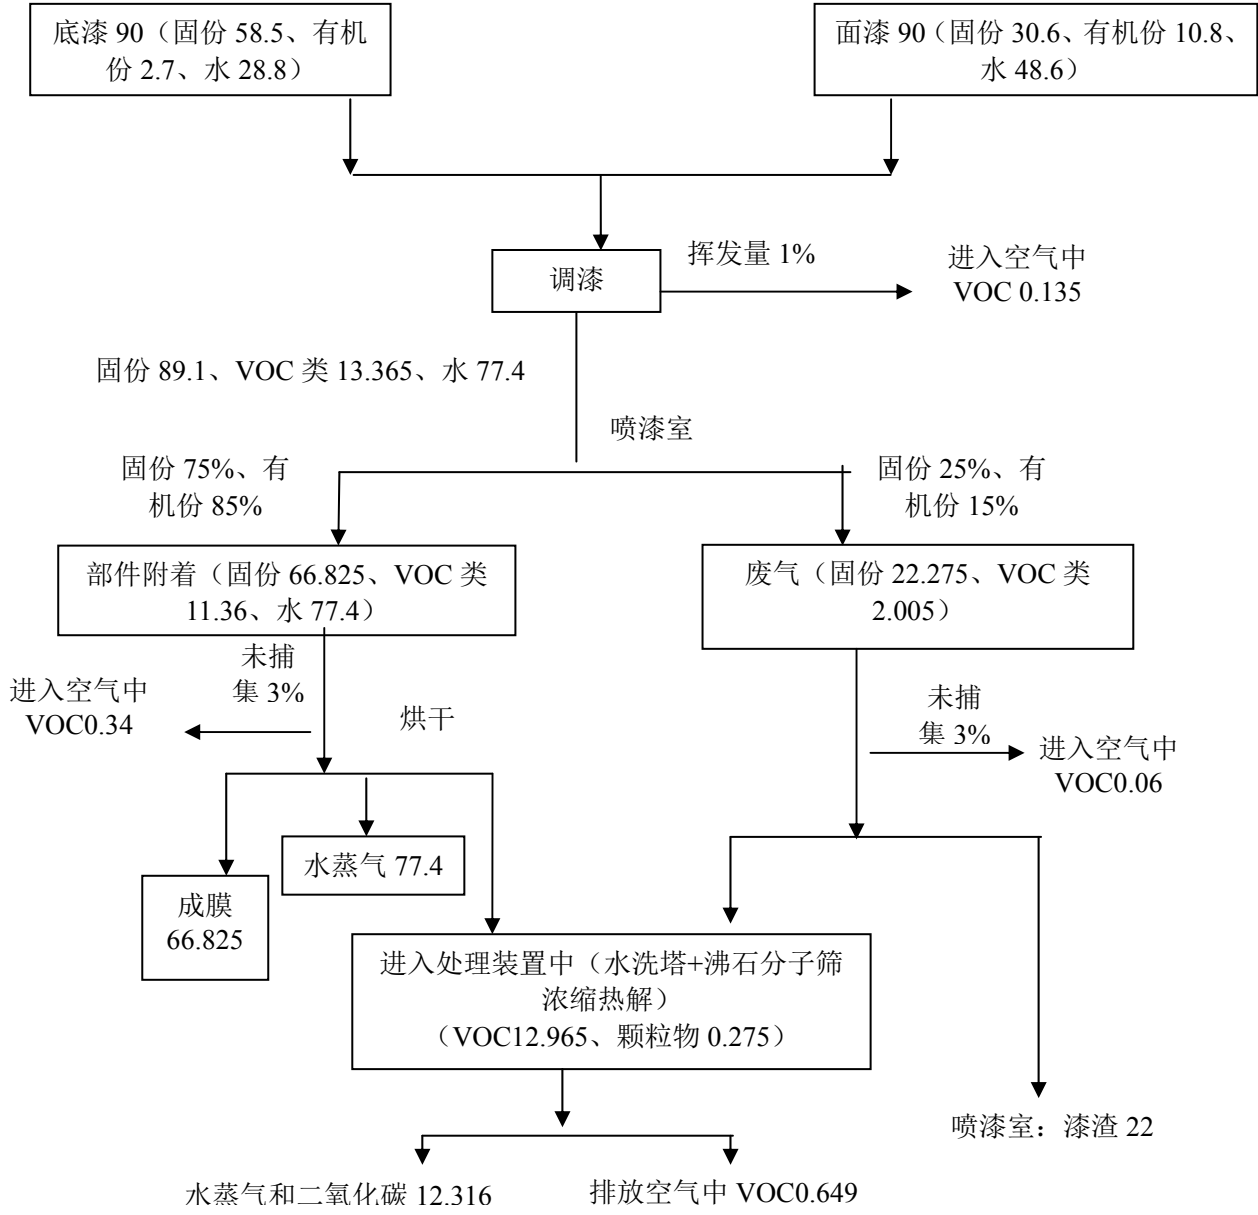 底漆 90（固份 58.5、有机
份 2.7、水 28.8）
面漆 90（固份 30.6、有机份 10.8、
水 48.6）
挥发量 1%
进入空气中
VOC 0.135
调漆
固份 89.1、VOC 类 13.365、水 77.4
喷漆室
固份 75%、有
机份 85%
固份 25%、有
机份 15%
部件附着（固份 66.825、VOC 类
11.36、水 77.4）
废气（固份 22.275、VOC 类
2.005）
未捕
集 3%
进入空气中
VOC0.34
烘干
未捕
集 3%
进入空气中
VOC0.06
水蒸气 77.4
成膜
66.825
进入处理装置中（水洗塔+沸石分子筛
浓缩热解）
（VOC12.965、颗粒物 0.275）
喷漆室：漆渣 22
水蒸气和二氧化碳 12.316
排放空气中 VOC0.649